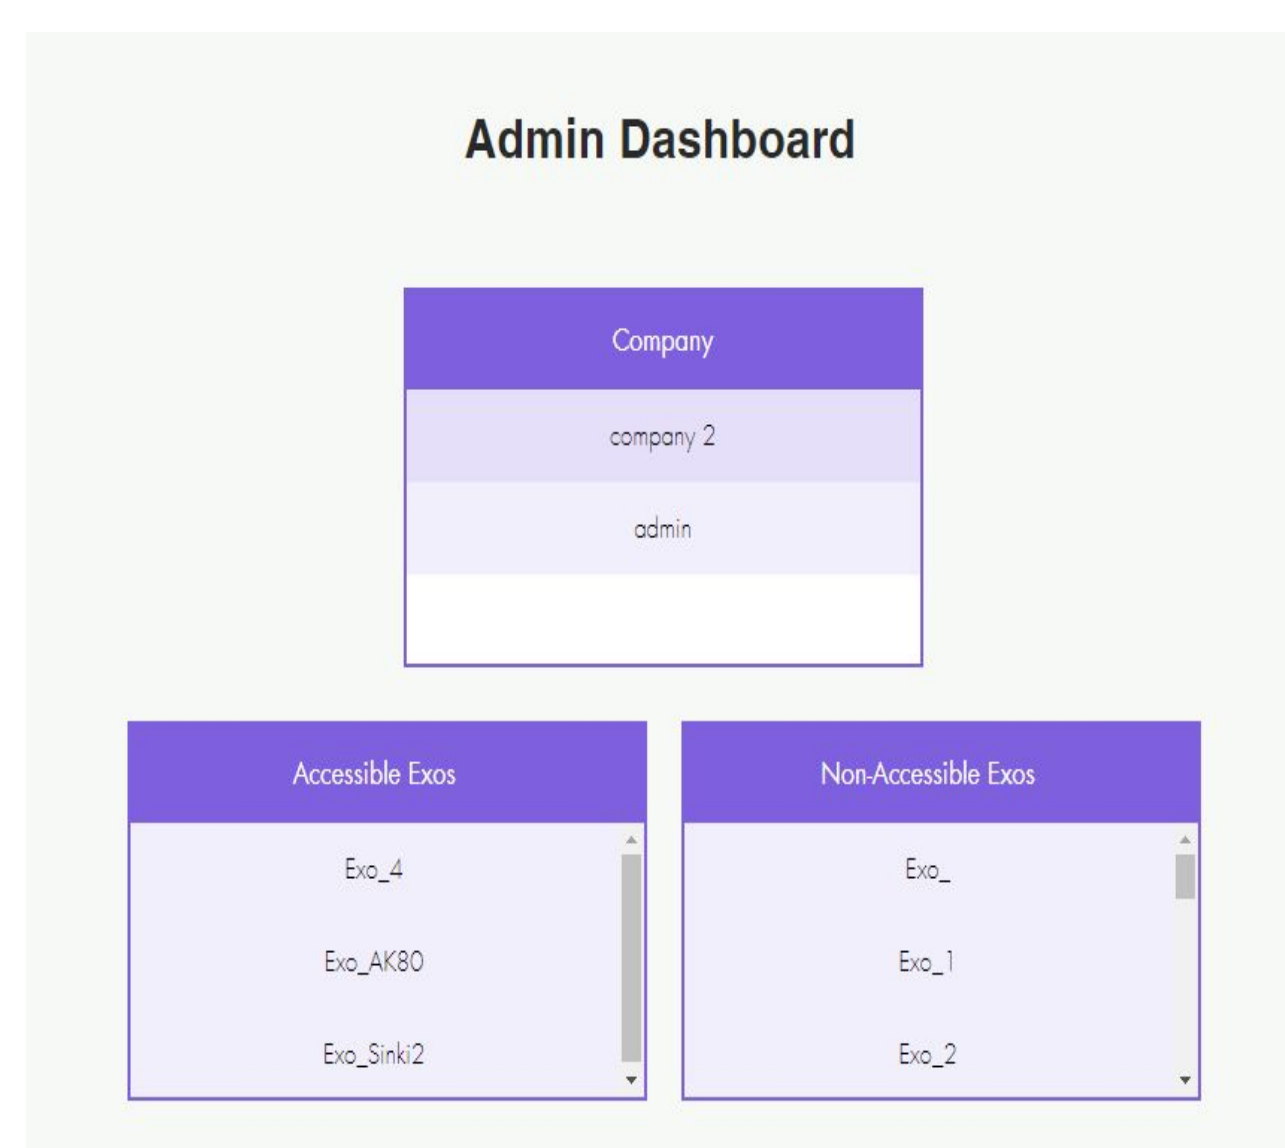 Admin Dashboard
Company
company 2
admin
Accessible Exos
Exo_4
Exo_AK80
Exo_Sinki2
Non-Accessible Exos
Exo_
Exo_1
Exo_2